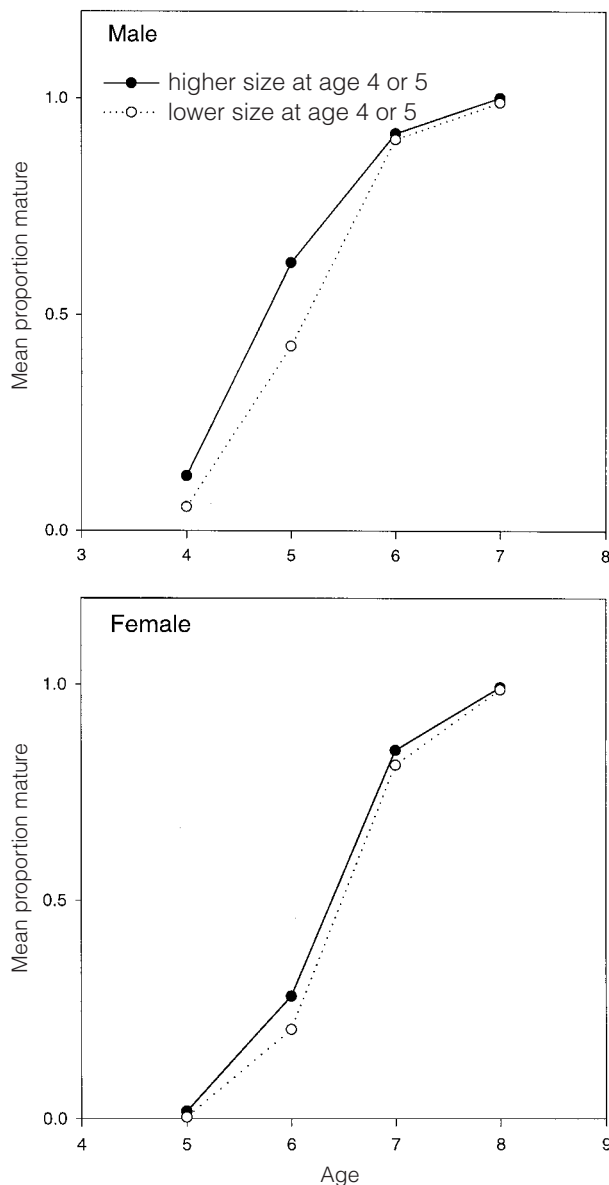 Male
higher size at age 4 or 5
lower size at age 4 or 5
1.0
0.5
0.0
Mean proportion mature
3 4 5 6 7 8
Female
1.0
0.5
0.0
Mean proportion mature
4 5 6 7 8 9
Age